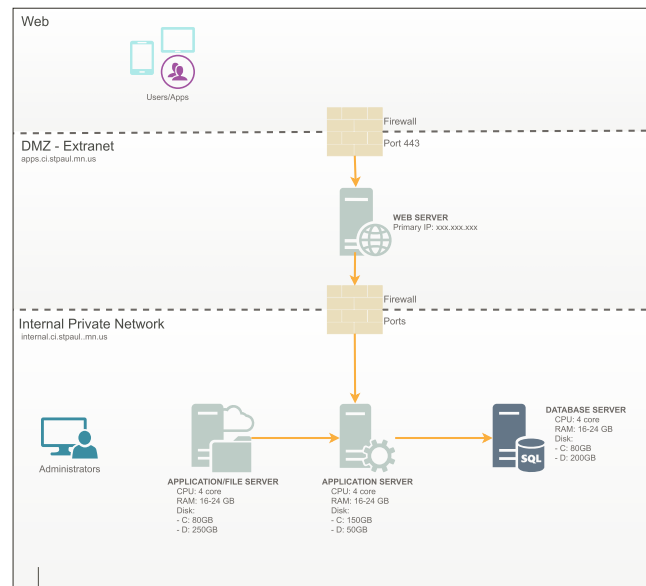 Web
Users/Apps
Firewall
Port 443
DMZ - Extranet
apps.ci.stpaul.mn.us
WEB SERVER
Primary IP: xxx.xxx.xxx
Firewall
Ports
Internal Private Network
internal.ci.stpaul..mn.us
Administrators
APPLICATION/FILE SERVER
CPU: 4 core
RAM: 16-24 GB
Disk:
- C: 80GB
- D: 250GB
APPLICATION SERVER
CPU: 4 core
RAM: 16-24 GB
Disk:
- C: 150GB
- D: 50GB
SQL
DATABASE SERVER
CPU: 4 core
RAM: 16-24 GB
Disk:
- C: 80GB
- D: 200GB